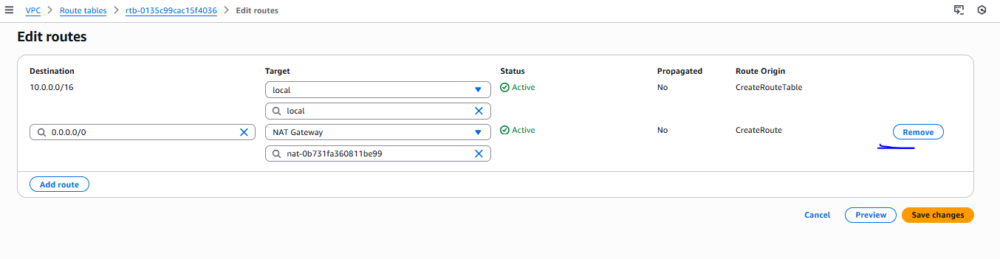 VPC > Route tables > rtb-0135c99cac15f4036 > Edit routes
Edit routes
Destination Target Status Propagated Route Origin
10.0.0.0/16 local Active No CreateRouteTable
local
0.0.0.0/0 NAT Gateway Active No CreateRoute Remove
nat-0b731fa360811be99
Add route
Cancel Preview Save changes